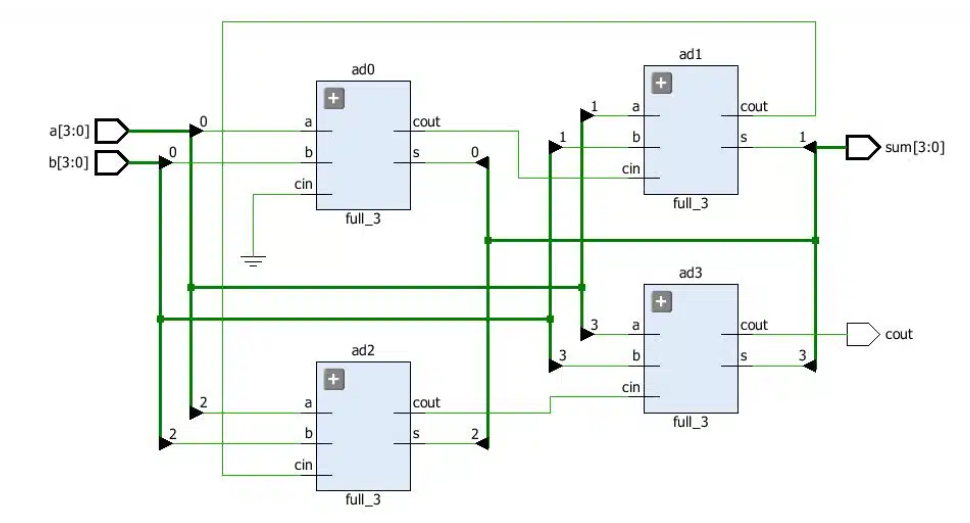 ad0
a[3:0]
b[3:0]
0
0
a
b
cin
cout
s
0
full_3
ad1
1
1
a
b
cin
cout
s
1
full_3
sum[3:0]
ad3
3
3
a
b
cin
cout
s
3
full_3
cout
ad2
2
2
a
b
cin
cout
s
2
full_3